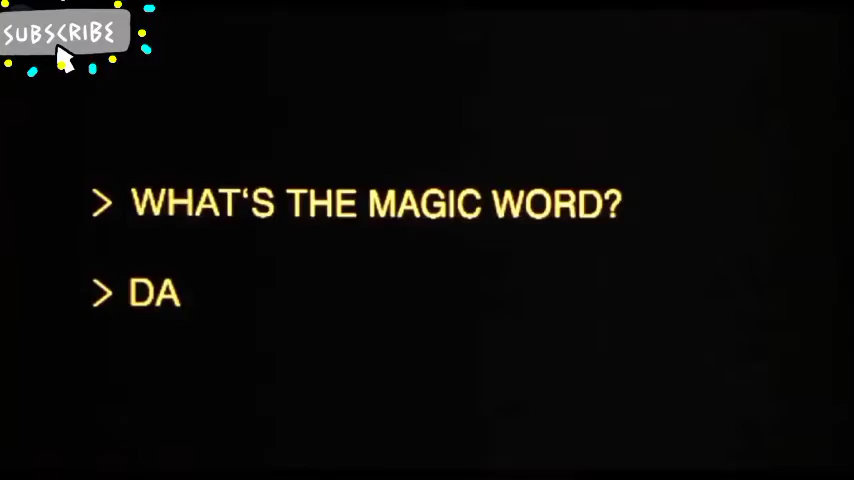 SUBSCRIBE
> WHAT‘S THE MAGIC WORD?
> DA